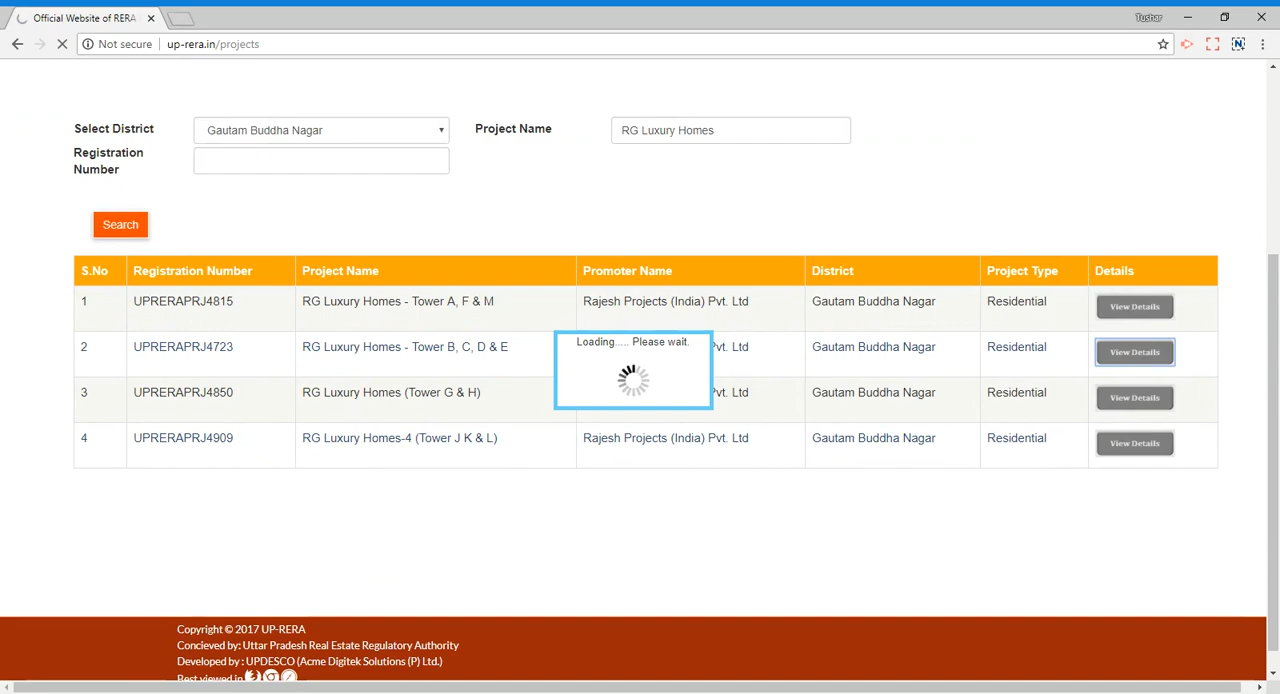 Official Website of RERA
Tushar
Not secure up-rera.in/projects
Select District Gautam Buddha Nagar Project Name RG Luxury Homes
Registration
Number
Search
S.No Registration Number Project Name Promoter Name District Project Type Details
1 UPRERAPRJ4815 RG Luxury Homes - Tower A, F & M Rajesh Projects (India) Pvt. Ltd Gautam Buddha Nagar Residential View Details
2 UPRERAPRJ4723 RG Luxury Homes - Tower B, C, D & E vt. Ltd Gautam Buddha Nagar Residential View Details
Loading..... Please wait.
3 UPRERAPRJ4850 RG Luxury Homes (Tower G & H) vt. Ltd Gautam Buddha Nagar Residential View Details
4 UPRERAPRJ4909 RG Luxury Homes-4 (Tower J K & L) Rajesh Projects (India) Pvt. Ltd Gautam Buddha Nagar Residential View Details
Copyright © 2017 UP-RERA
Concieved by: Uttar Pradesh Real Estate Regulatory Authority
Developed by : UPDESCO (Acme Digitek Solutions (P) Ltd.)
Best viewed in